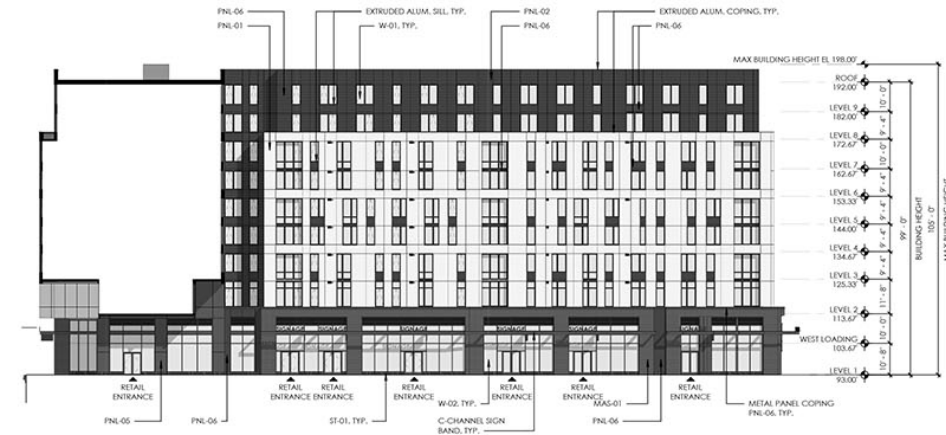 PNL-06
EXTRUDED ALUM. SILL, TYP.
PNL-02
EXTRUDED ALUM. COPING, TYP.
PNL-01
W-01, TYP.
PNL-06
PNL-06
MAX BUILDING HEIGHT EL 198.00'
ROOF
192.00'
LEVEL 9
182.00'
LEVEL 8
172.67'
LEVEL 7
162.67'
LEVEL 6
153.33'
LEVEL 5
144.00'
LEVEL 4
134.67'
LEVEL 3
125.33'
LEVEL 2
113.67'
WEST LOADING
103.67'
LEVEL 1
93.00'
10' - 0"
9' - 4"
10' - 0"
9' - 4"
9' - 4"
9' - 4"
9' - 4"
11' - 8"
10' - 0"
10' - 8"
99' - 0"
BUILDING HEIGHT
105' - 0"
SIGNAGE
SIGNAGE
SIGNAGE
SIGNAGE
SIGNAGE
RETAIL
ENTRANCE
RETAIL
ENTRANCE
RETAIL
ENTRANCE
RETAIL
ENTRANCE
RETAIL
ENTRANCE
RETAIL
ENTRANCE
RETAIL
ENTRANCE
W-02, TYP.
MAS-01
METAL PANEL COPING
PNL-06, TYP.
PNL-05
PNL-06
ST-01, TYP.
C-CHANNEL SIGN
BAND, TYP.
PNL-06